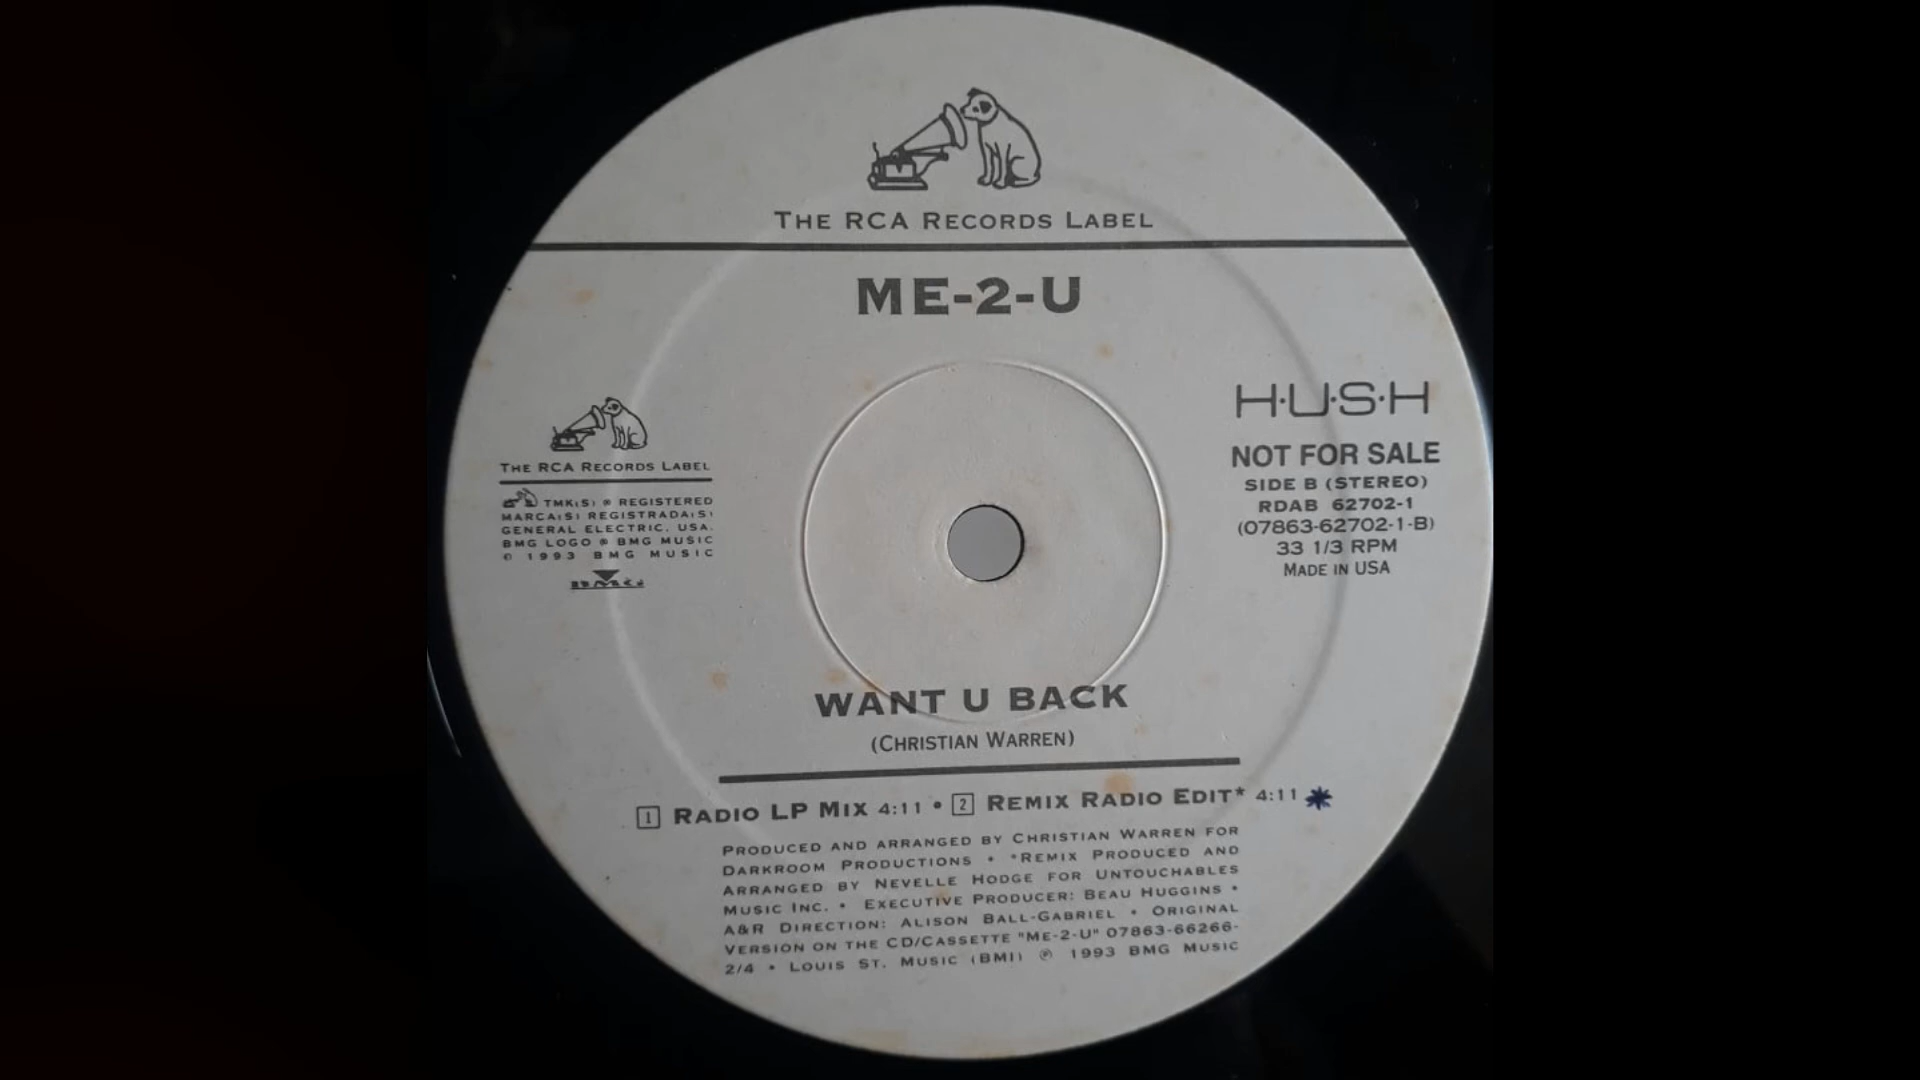 THE RCA RECORDS LABEL
ME-2-U
THE RCA RECORDS LABEL
TMK(S) ® REGISTERED
MARCA(S) REGISTRADA(S)
GENERAL ELECTRIC, USA.
BMG LOGO ® BMG MUSIC
© 1993 BMG MUSIC
H·U·S·H
NOT FOR SALE
SIDE B (STEREO)
RDAB 62702-1
(07863-62702-1-B)
33 1/3 RPM
MADE IN USA
WANT U BACK
(CHRISTIAN WARREN)
1 RADIO LP MIX 4:11 • 2 REMIX RADIO EDIT* 4:11
PRODUCED AND ARRANGED BY CHRISTIAN WARREN FOR
DARKROOM PRODUCTIONS • *REMIX PRODUCED AND
ARRANGED BY NEVELLE HODGE FOR UNTOUCHABLES
MUSIC INC. • EXECUTIVE PRODUCER: BEAU HUGGINS •
A&R DIRECTION: ALISON BALL-GABRIEL • ORIGINAL
VERSION ON THE CD/CASSETTE "ME-2-U" 07863-66266-
2/4 • LOUIS ST. MUSIC (BMI) ℗ 1993 BMG MUSIC